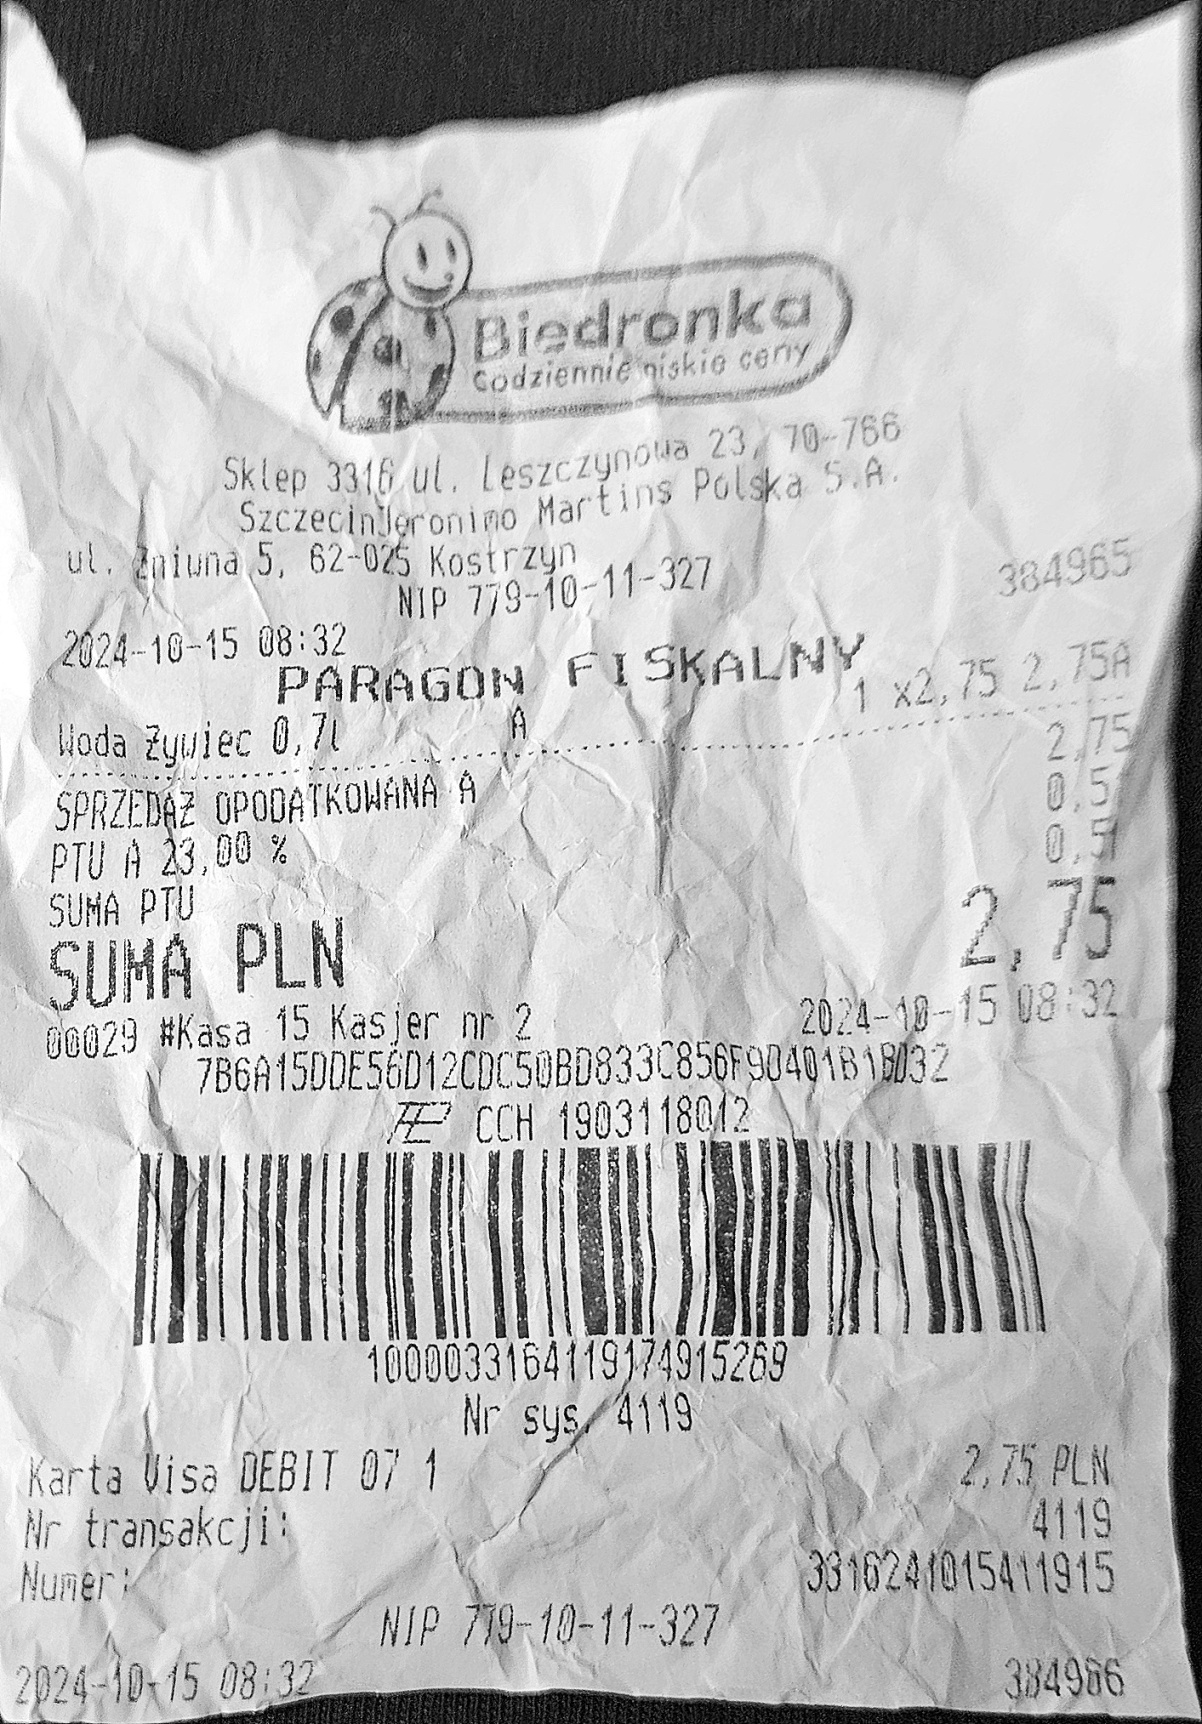 Biedronka
Codziennie niskie ceny
Sklep 3316 ul. Leszczynowa 23, 70-766
SzczecinJeronimo Martins Polska S.A.
ul. Żniwna 5, 62-025 Kostrzyn
NIP 779-10-11-327 384965
2024-10-15 08:32
PARAGON FISKALNY
Woda Żywiec 0,7l A 1 x2,75 2,75A
SPRZEDAŻ OPODATKOWANA A 2,75
PTU A 23,00 % 0,51
SUMA PTU 0,51
SUMA PLN 2,75
00029 #Kasa 15 Kasjer nr 2 2024-10-15 08:32
CCH 1903118012
1000033164119174915269
Nr sys. 4119
Karta Visa DEBIT 07 1 2,75 PLN
Nr transakcji: 4119
Numer: 3316241015411915
NIP 779-10-11-327
2024-10-15 08:32 384966